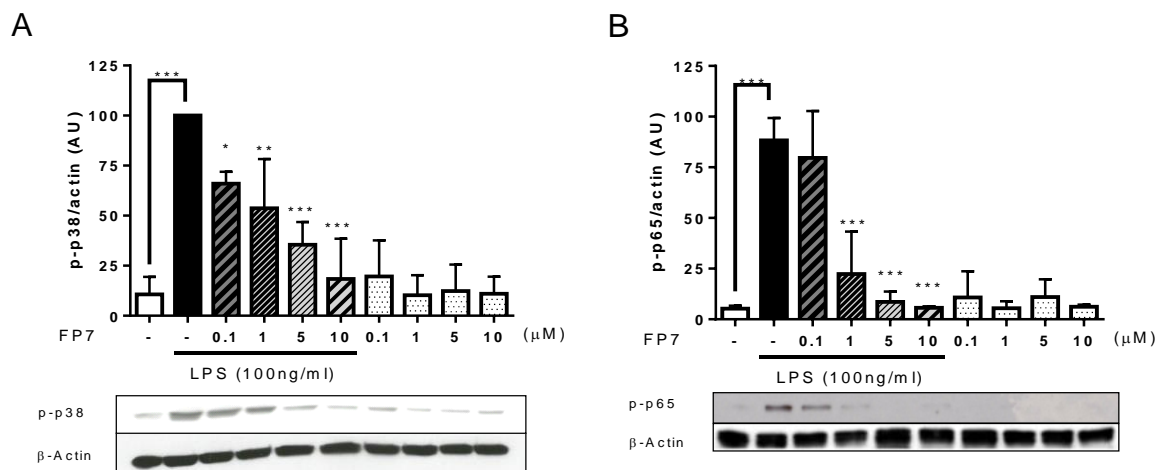 A
125
100
75
50
25
0
p-p38/actin (AU)
***
*
**
***
***
FP7
- - 0.1 1 5 10 0.1 1 5 10 (μM)
LPS (100ng/ml)
p-p38
β-Actin
B
125
100
75
50
25
0
p-p65/actin (AU)
***
***
***
***
FP7
- - 0.1 1 5 10 0.1 1 5 10 (μM)
LPS (100ng/ml)
p-p65
β-Actin